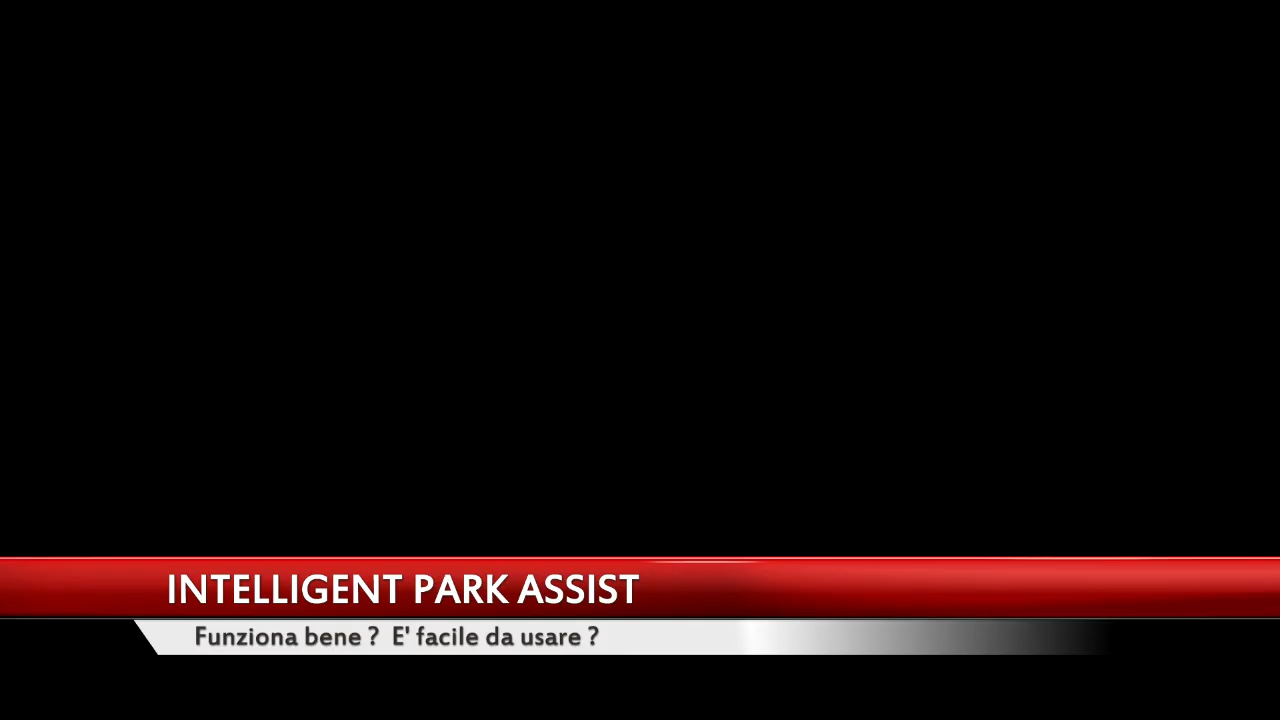 INTELLIGENT PARK ASSIST
Funziona bene ? E' facile da usare ?